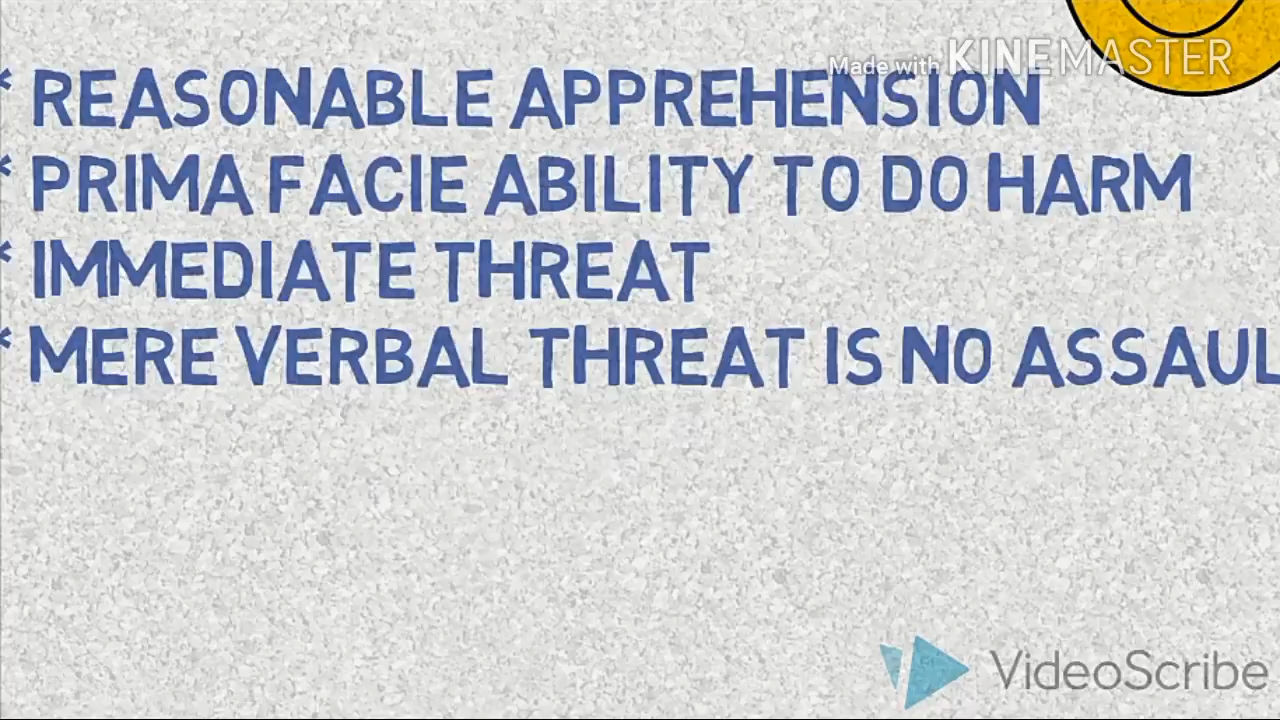 Made with KINEMASTER
* REASONABLE APPREHENSION
* PRIMA FACIE ABILITY TO DO HARM
* IMMEDIATE THREAT
* MERE VERBAL THREAT IS NO ASSAUL
VideoScribe